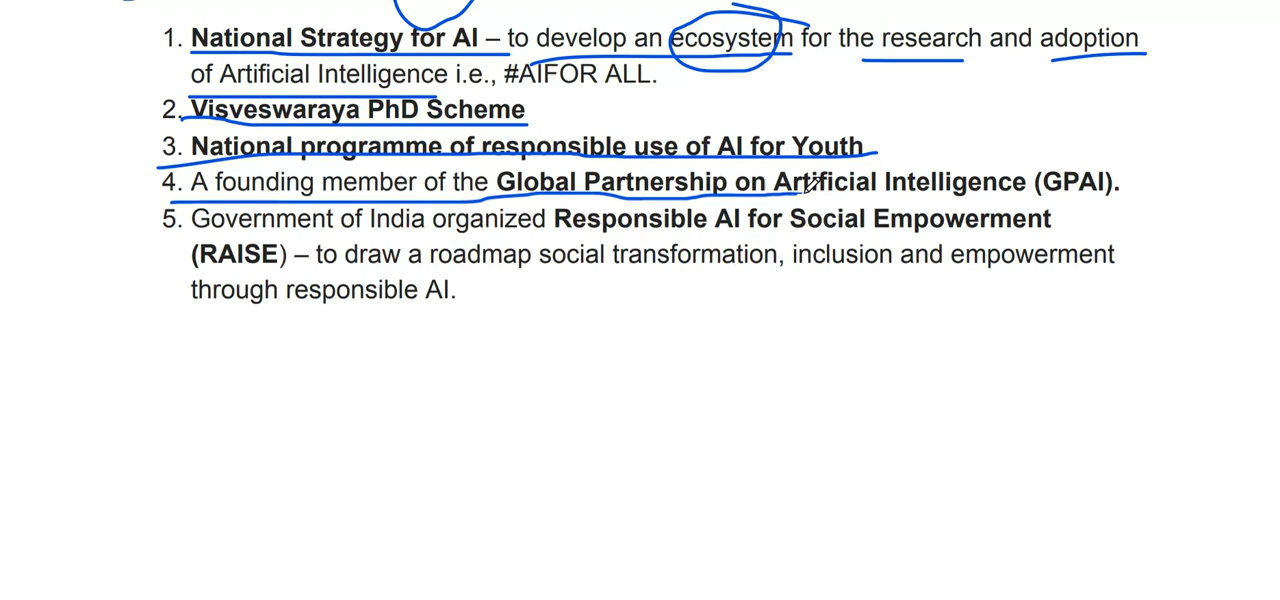 1. National Strategy for AI – to develop an ecosystem for the research and adoption
of Artificial Intelligence i.e., #AIFOR ALL.
2. Visveswaraya PhD Scheme
3. National programme of responsible use of AI for Youth
4. A founding member of the Global Partnership on Artificial Intelligence (GPAI).
5. Government of India organized Responsible AI for Social Empowerment
(RAISE) – to draw a roadmap social transformation, inclusion and empowerment
through responsible AI.